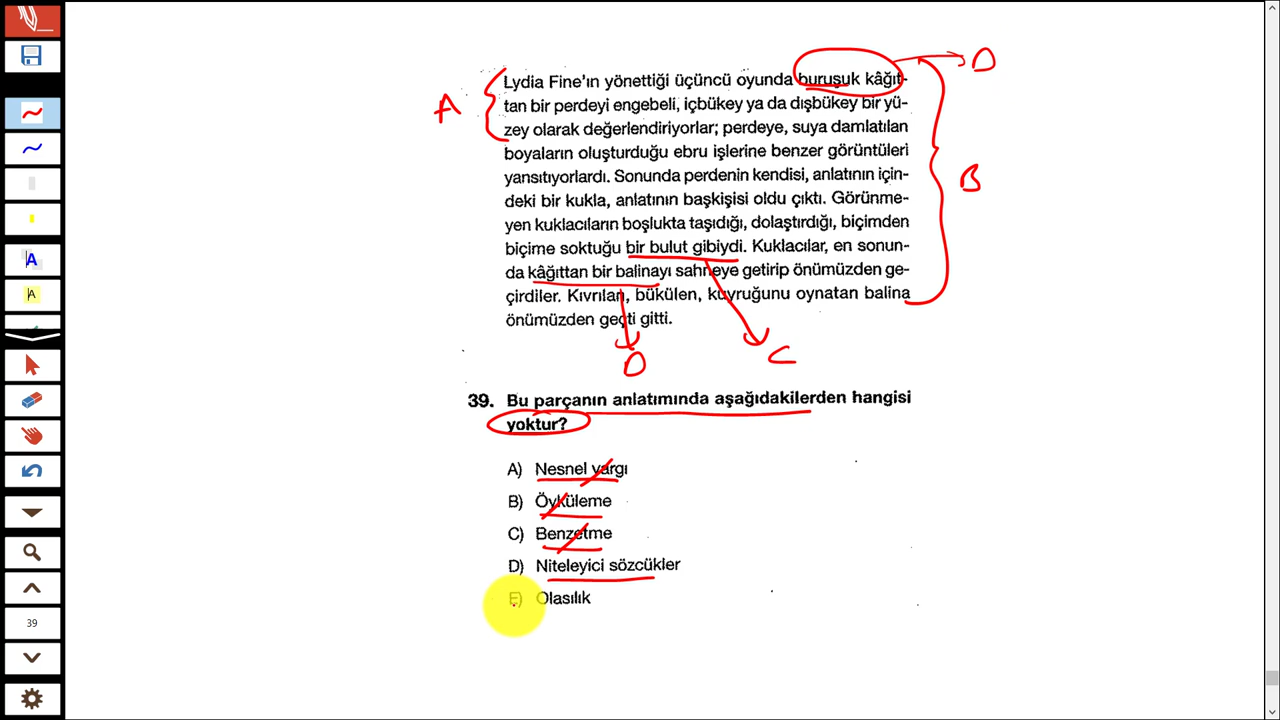 Lydia Fine'ın yönettiği üçüncü oyunda buruşuk kâğıt-
tan bir perdeyi engebeli, içbükey ya da dışbükey bir yü-
zey olarak değerlendiriyorlar; perdeye, suya damlatılan
boyaların oluşturduğu ebru işlerine benzer görüntüleri
yansıtıyorlardı. Sonunda perdenin kendisi, anlatının için-
deki bir kukla, anlatının başkişisi oldu çıktı. Görünme-
yen kuklacıların boşlukta taşıdığı, dolaştırdığı, biçimden
biçime soktuğu bir bulut gibiydi. Kuklacılar, en sonun-
da kâğıttan bir balinayı sahneye getirip önümüzden ge-
çirdiler. Kıvrılan, bükülen, kuyruğunu oynatan balina
önümüzden geçti gitti.
A
D
B
D
C
39. Bu parçanın anlatımında aşağıdakilerden hangisi
yoktur?
A) Nesnel yargı
B) Öyküleme
C) Benzetme
D) Niteleyici sözcükler
E) Olasılık
A
A
39